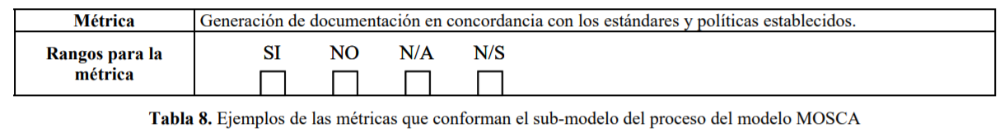 Métrica Generación de documentación en concordancia con los estándares y políticas establecidos.
Rangos para la métrica
SI NO N/A N/S
Tabla 8. Ejemplos de las métricas que conforman el sub-modelo del proceso del modelo MOSCA